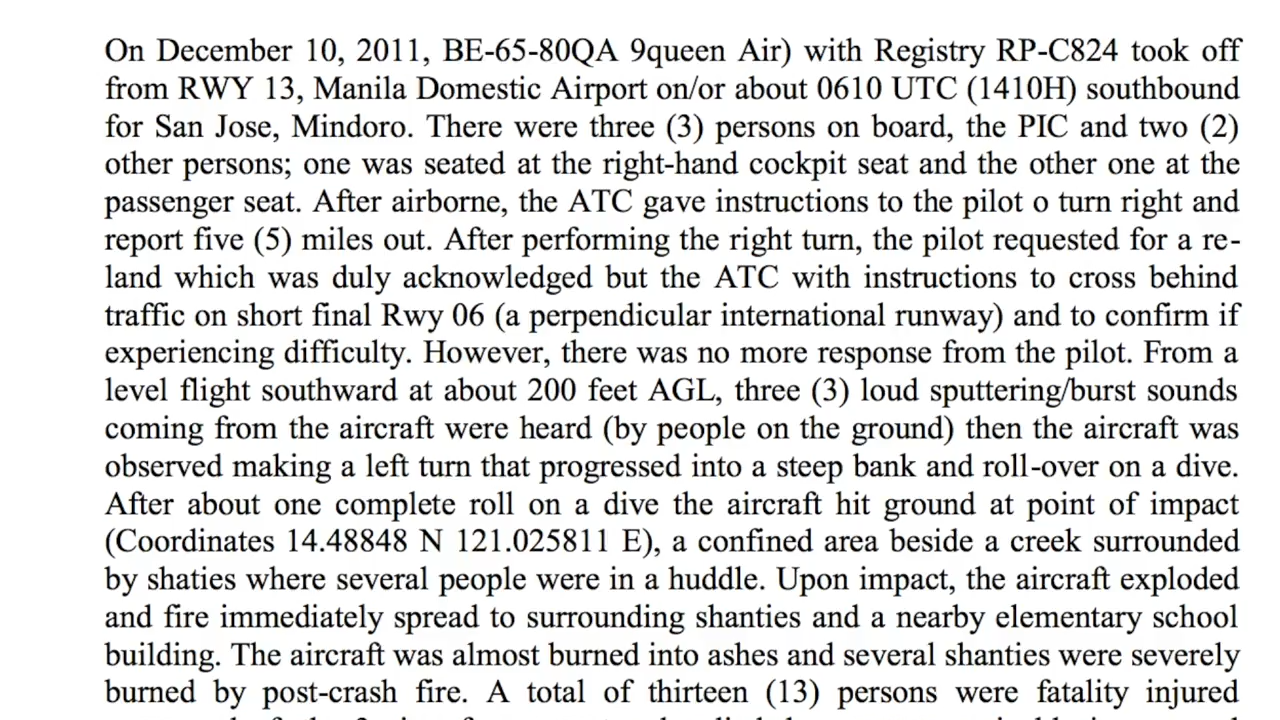 On December 10, 2011, BE-65-80QA 9queen Air) with Registry RP-C824 took off
from RWY 13, Manila Domestic Airport on/or about 0610 UTC (1410H) southbound
for San Jose, Mindoro. There were three (3) persons on board, the PIC and two (2)
other persons; one was seated at the right-hand cockpit seat and the other one at the
passenger seat. After airborne, the ATC gave instructions to the pilot o turn right and
report five (5) miles out. After performing the right turn, the pilot requested for a re-
land which was duly acknowledged but the ATC with instructions to cross behind
traffic on short final Rwy 06 (a perpendicular international runway) and to confirm if
experiencing difficulty. However, there was no more response from the pilot. From a
level flight southward at about 200 feet AGL, three (3) loud sputtering/burst sounds
coming from the aircraft were heard (by people on the ground) then the aircraft was
observed making a left turn that progressed into a steep bank and roll-over on a dive.
After about one complete roll on a dive the aircraft hit ground at point of impact
(Coordinates 14.48848 N 121.025811 E), a confined area beside a creek surrounded
by shaties where several people were in a huddle. Upon impact, the aircraft exploded
and fire immediately spread to surrounding shanties and a nearby elementary school
building. The aircraft was almost burned into ashes and several shanties were severely
burned by post-crash fire. A total of thirteen (13) persons were fatality injured